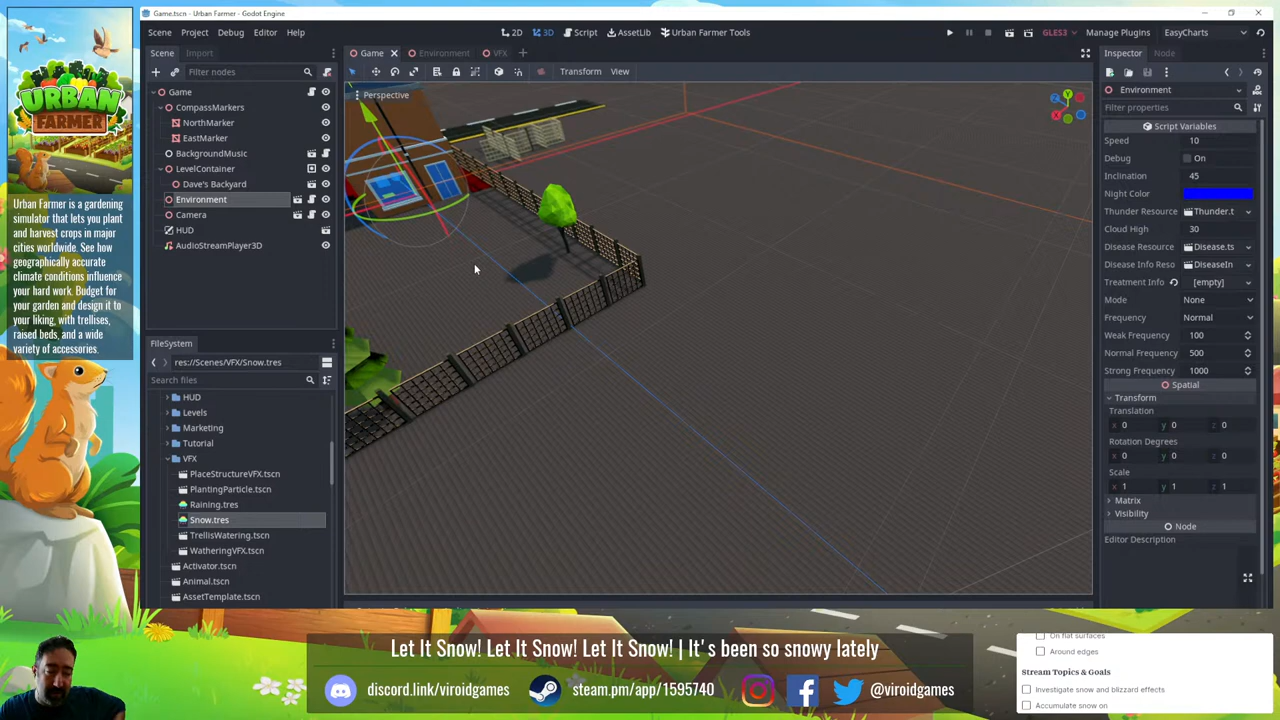 Game.tscn - Urban Farmer - Godot Engine
Scene Project Debug Editor Help
2D 3D Script AssetLib Urban Farmer Tools
GLES3 Manage Plugins EasyCharts
Scene Import
Filter nodes
Game
CompassMarkers
NorthMarker
EastMarker
BackgroundMusic
LevelContainer
Dave's Backyard
Environment
Camera
HUD
AudioStreamPlayer3D
FileSystem
res://Scenes/VFX/Snow.tres
Search files
HUD
Levels
Marketing
Tutorial
VFX
PlaceStructureVFX.tscn
PlantingParticle.tscn
Raining.tres
Snow.tres
TrellisWatering.tscn
WatheringVFX.tscn
Activator.tscn
Animal.tscn
AssetTemplate.tscn
Game Environment VFX
Transform View
Perspective
Y
Z
X
Inspector Node
Environment
Filter properties
Script Variables
Speed 10
Debug On
Inclination 45
Night Color
Thunder Resource Thunder.t
Cloud High 30
Disease Resource Disease.ts
Disease Info Reso DiseaseIn
Treatment Info [empty]
Mode None
Frequency Normal
Weak Frequency 100
Normal Frequency 500
Strong Frequency 1000
Spatial
Transform
Translation
x 0 y 0 z 0
Rotation Degrees
x 0 y 0 z 0
Scale
x 1 y 1 z 1
Matrix
Visibility
Node
Editor Description
URBAN
FARMER
Urban Farmer is a gardening
simulator that lets you plant
and harvest crops in major
cities worldwide. See how
geographically accurate
climate conditions influence
your hard work. Budget for
your garden and design it to
your liking, with trellises,
raised beds, and a wide
variety of accessories.
Let It Snow! Let It Snow! Let It Snow! | It's been so snowy lately
discord.link/viroidgames
steam.pm/app/1595740
@viroidgames
On flat surfaces
Around edges
Stream Topics & Goals
Investigate snow and blizzard effects
Accumulate snow on